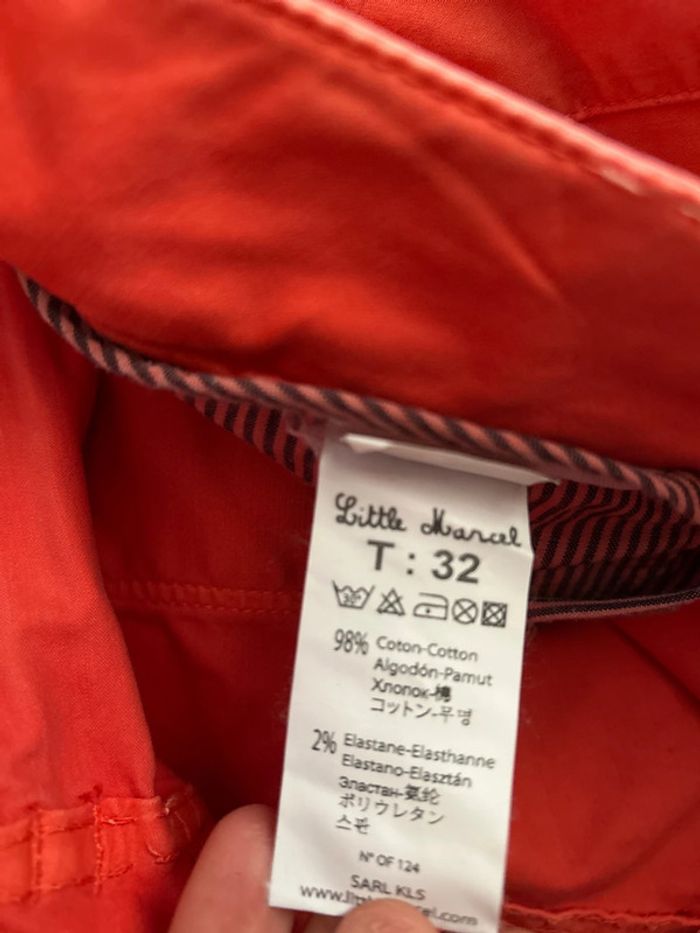 Little Marcel
T : 32
98% Coton-Cotton
Algodón-Pamut
Хлопок-棉
コットン-무명
2% Elastane-Elasthanne
Elastano-Elasztán
Эластан-氨纶
ポリウレタン
스판
N° OF 124
SARL KLS